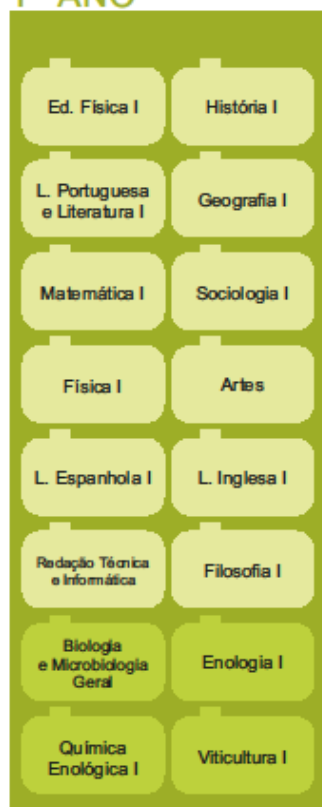 1º ANO
Ed. Física I
História I
L. Portuguesa
e Literatura I
Geografia I
Matemática I
Sociologia I
Física I
Artes
L. Espanhola I
L. Inglesa I
Redação Técnica
e Informática
Filosofia I
Biologia
e Microbiologia
Geral
Enologia I
Química
Enológica I
Viticultura I